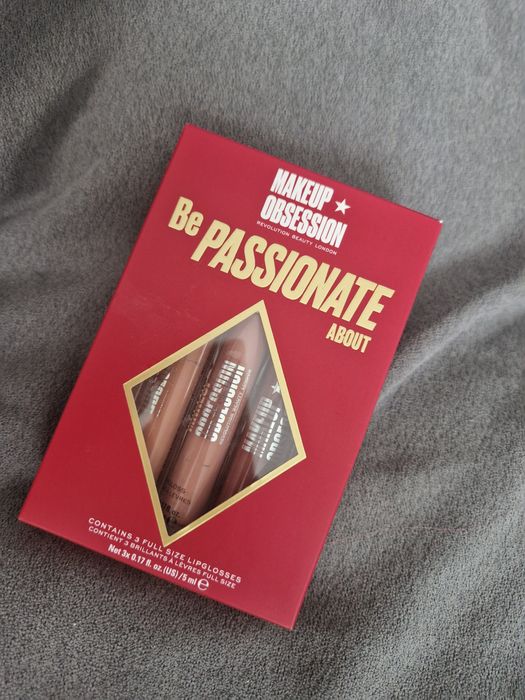 MAKEUP
OBSESSION
REVOLUTION BEAUTY LONDON
Be PASSIONATE
ABOUT
CONTAINS 3 FULL SIZE LIPGLOSSES
CONTIENT 3 BRILLANTS À LÈVRES FULL SIZE
Net 3x 0.17 fl. oz. (US) /5 ml e